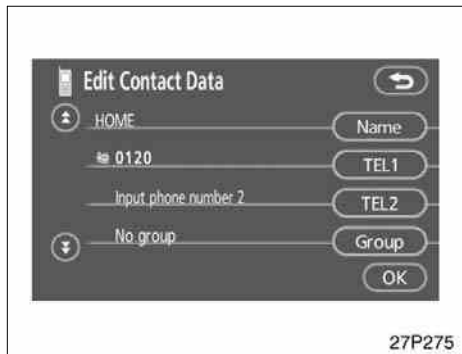 Edit Contact Data
HOME Name
0120 TEL1
Input phone number 2 TEL2
No group Group
OK
27P275